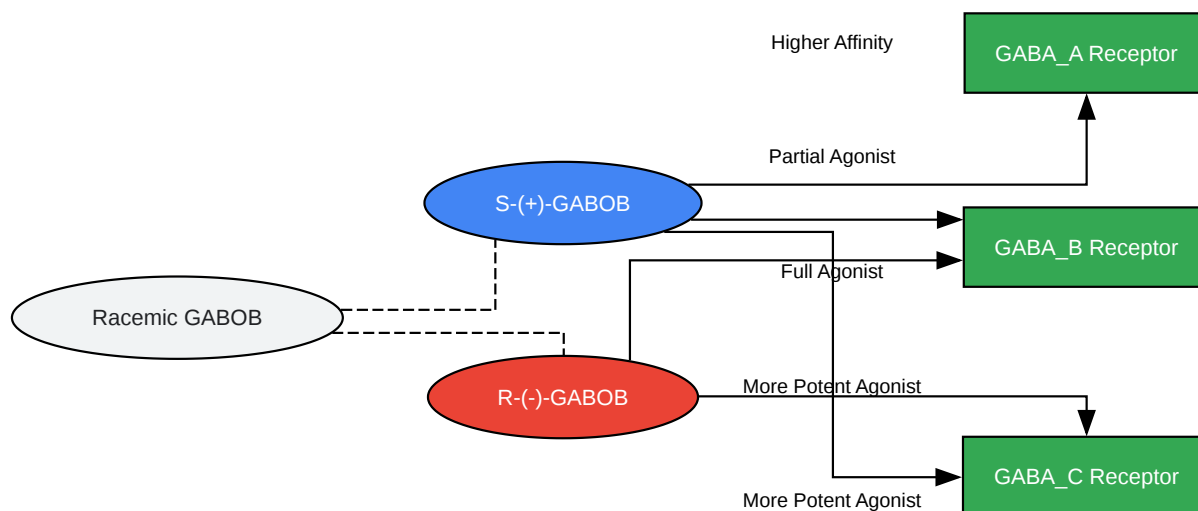 Higher Affinity
GABA_A Receptor
Partial Agonist
S-(+)-GABOB
GABA_B Receptor
Full Agonist
Racemic GABOB
More Potent Agonist
R-(-)-GABOB
GABA_C Receptor
More Potent Agonist